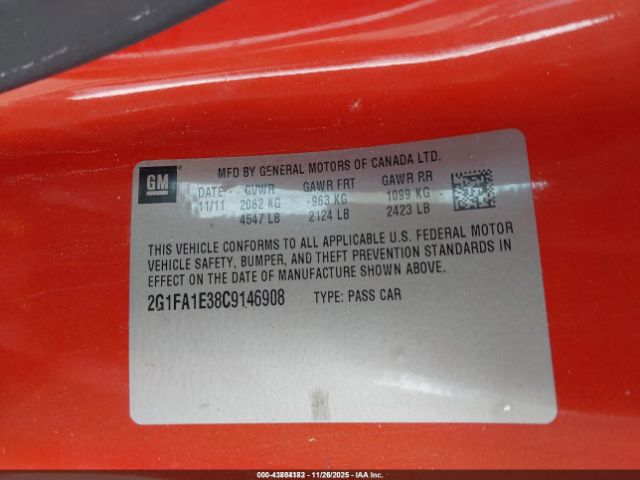 MFD BY GENERAL MOTORS OF CANADA LTD.
GM
DATE GVWR GAWR FRT GAWR RR
11/11 2062 KG 963 KG 1099 KG
4547 LB 2124 LB 2423 LB
THIS VEHICLE CONFORMS TO ALL APPLICABLE U.S. FEDERAL MOTOR
VEHICLE SAFETY, BUMPER, AND THEFT PREVENTION STANDARDS IN
EFFECT ON THE DATE OF MANUFACTURE SHOWN ABOVE.
2G1FA1E38C9146908 TYPE: PASS CAR
000-43864183 - 11/26/2025 - IAA Inc.